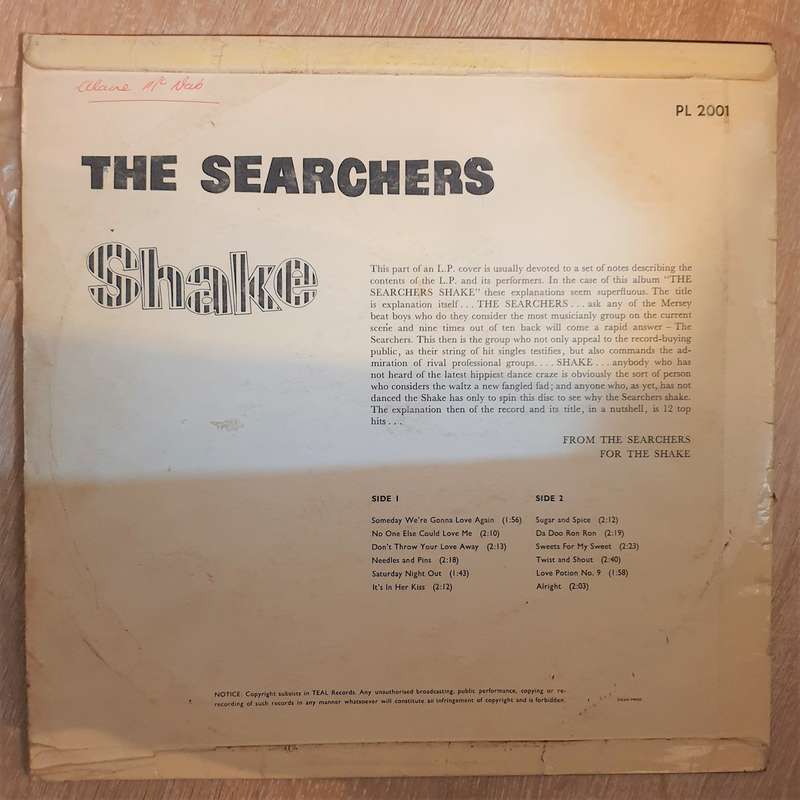 Mc Nab
PL 2001
THE SEARCHERS
Shake
This part of an L.P. cover is usually devoted to a set of notes describing the
contents of the L.P. and its performers. In the case of this album “THE
SEARCHERS SHAKE” these explanations seem superfluous. The title
is explanation itself . . . THE SEARCHERS . . . ask any of the Mersey
beat boys who do they consider the most musicianly group on the current
scene and nine times out of ten back will come a rapid answer – The
Searchers. This then is the group who not only appeal to the record-buying
public, as their string of hit singles testifies, but also commands the ad-
miration of rival professional groups. . . . SHAKE . . . anybody who has
not heard of the latest hippiest dance craze is obviously the sort of person
who considers the waltz a new fangled fad; and anyone who, as yet, has not
danced the Shake has only to spin this disc to see why the Searchers shake.
The explanation then of the record and its title, in a nutshell, is 12 top
hits . . .
FROM THE SEARCHERS
FOR THE SHAKE
SIDE 1
Someday We're Gonna Love Again (1:56)
No One Else Could Love Me (2:10)
Don't Throw Your Love Away (2:13)
Needles and Pins (2:18)
Saturday Night Out (1:43)
It's In Her Kiss (2:12)
SIDE 2
Sugar and Spice (2:12)
Da Doo Ron Ron (2:19)
Sweets For My Sweet (2:23)
Twist and Shout (2:40)
Love Potion No. 9 (1:58)
Alright (2:03)
NOTICE: Copyright subsists in TEAL Records. Any unauthorised broadcasting, public performance, copying or re-
recording of such records in any manner whatsoever will constitute an infringement of copyright and is forbidden.